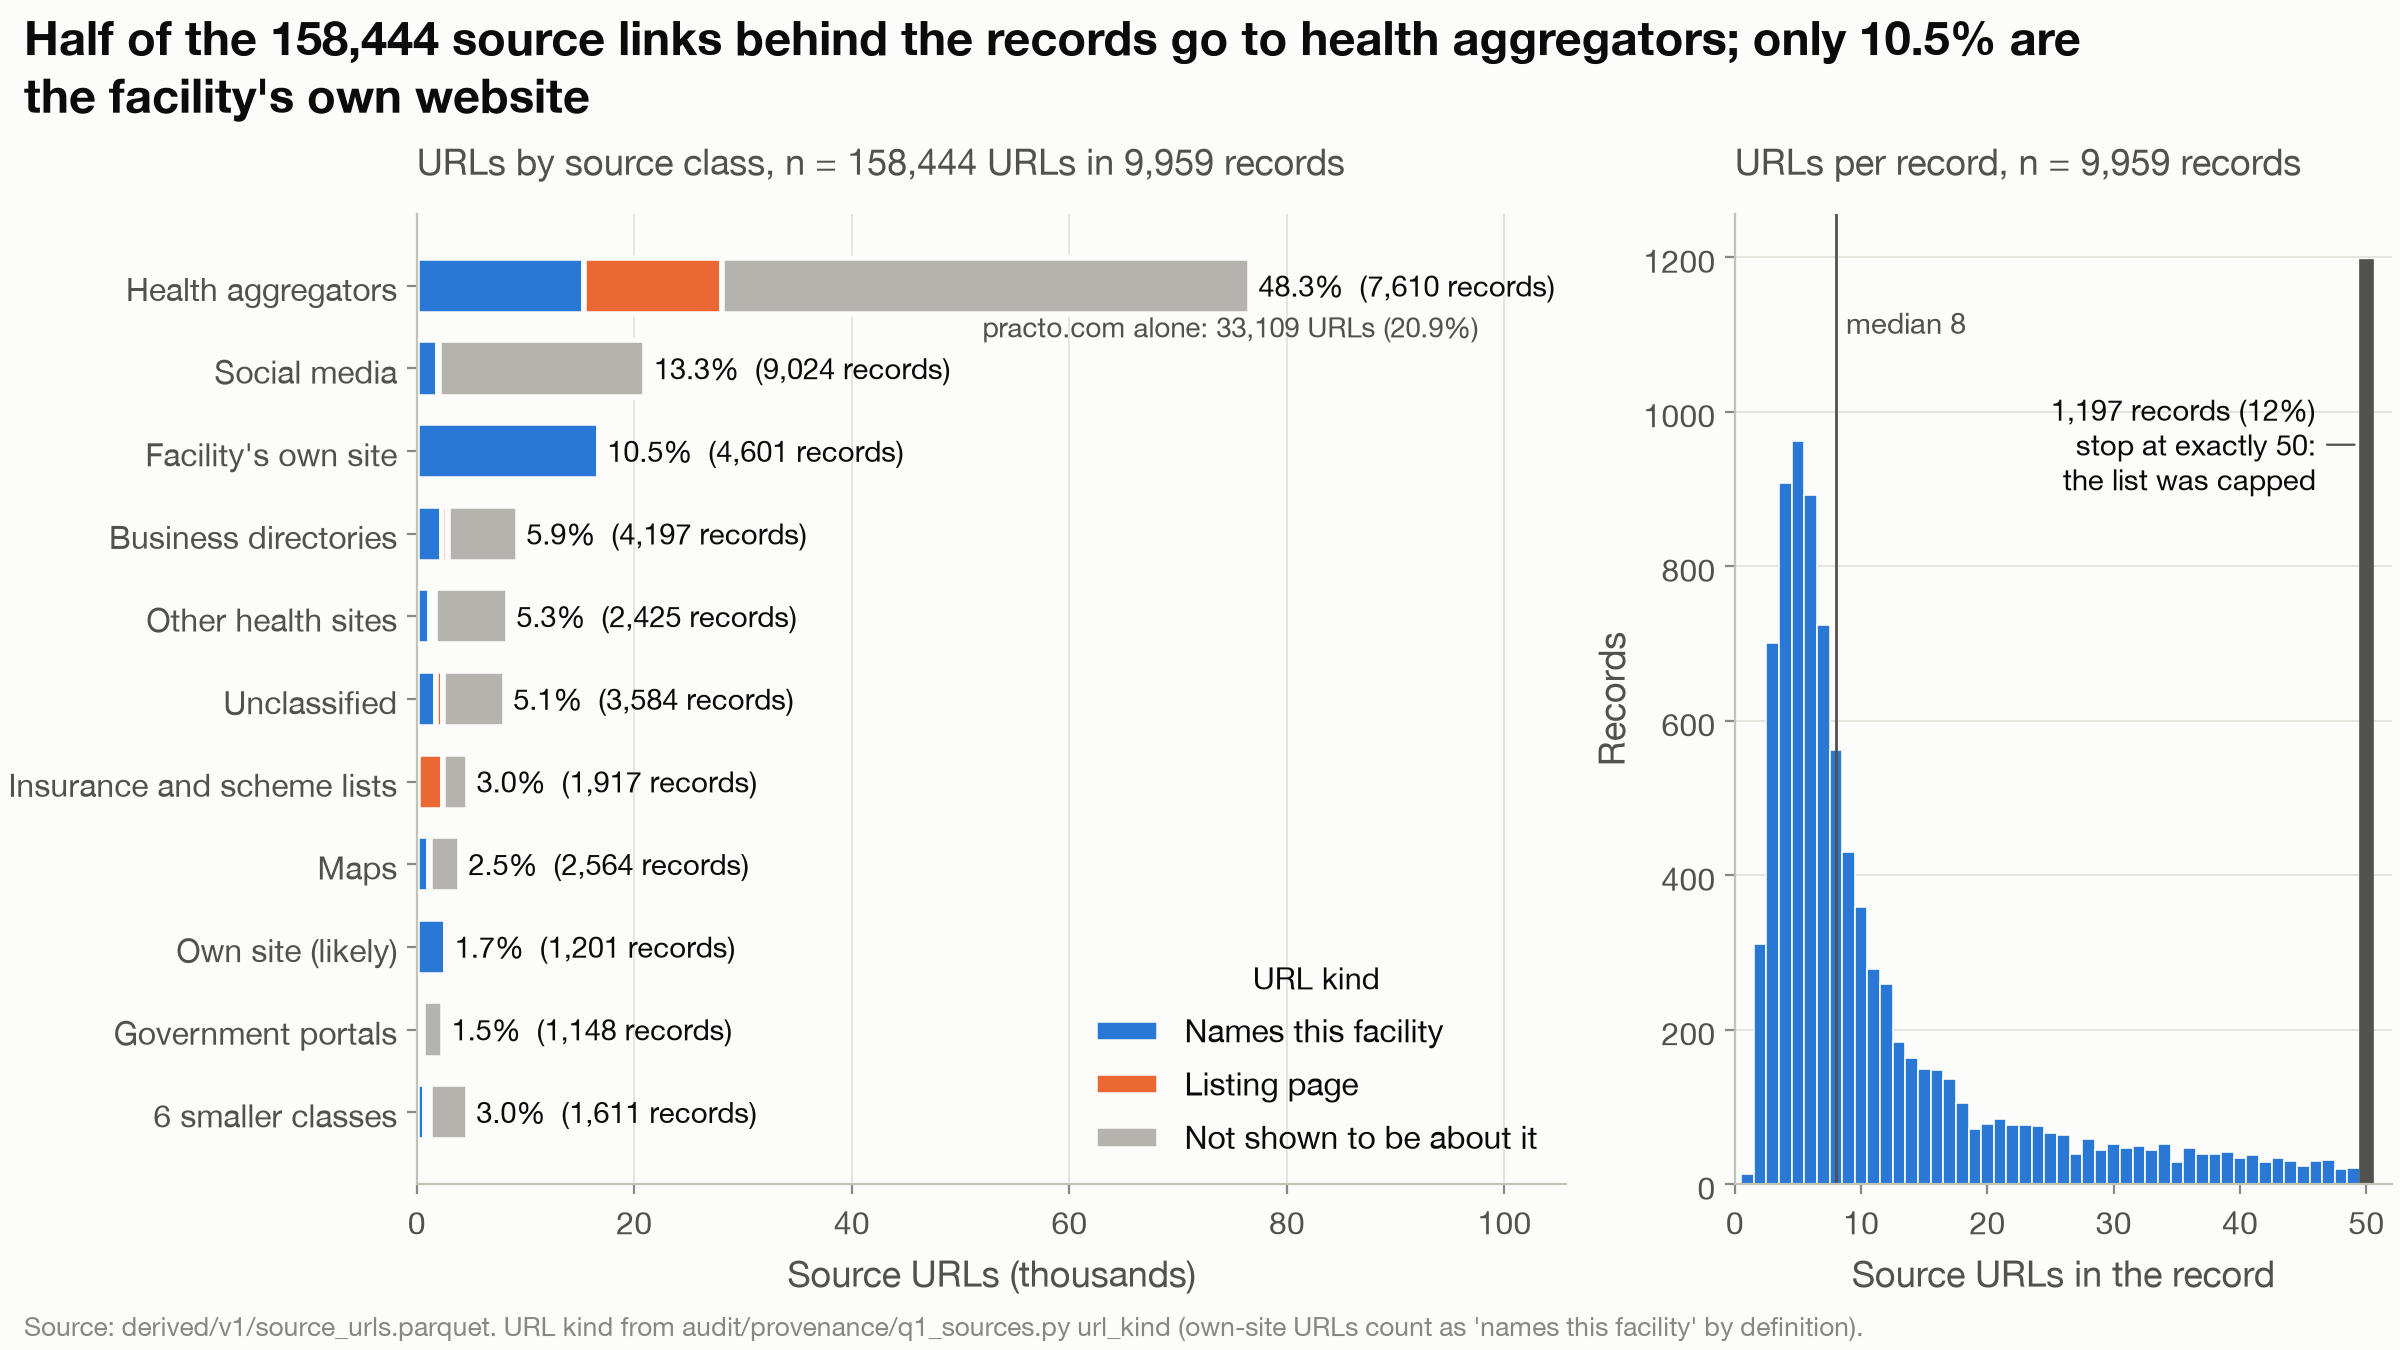 Half of the 158,444 source links behind the records go to health aggregators; only 10.5% are
the facility's own website
URLs by source class, n = 158,444 URLs in 9,959 records
Health aggregators
48.3% (7,610 records)
practo.com alone: 33,109 URLs (20.9%)
Social media
13.3% (9,024 records)
Facility's own site
10.5% (4,601 records)
Business directories
5.9% (4,197 records)
Other health sites
5.3% (2,425 records)
Unclassified
5.1% (3,584 records)
Insurance and scheme lists
3.0% (1,917 records)
Maps
2.5% (2,564 records)
Own site (likely)
1.7% (1,201 records)
Government portals
1.5% (1,148 records)
6 smaller classes
3.0% (1,611 records)
URL kind
Names this facility
Listing page
Not shown to be about it
0 20 40 60 80 100
Source URLs (thousands)
URLs per record, n = 9,959 records
Records
1200
1000
800
600
400
200
0
median 8
1,197 records (12%)
stop at exactly 50:
the list was capped
0 10 20 30 40 50
Source URLs in the record
Source: derived/v1/source_urls.parquet. URL kind from audit/provenance/q1_sources.py url_kind (own-site URLs count as 'names this facility' by definition).